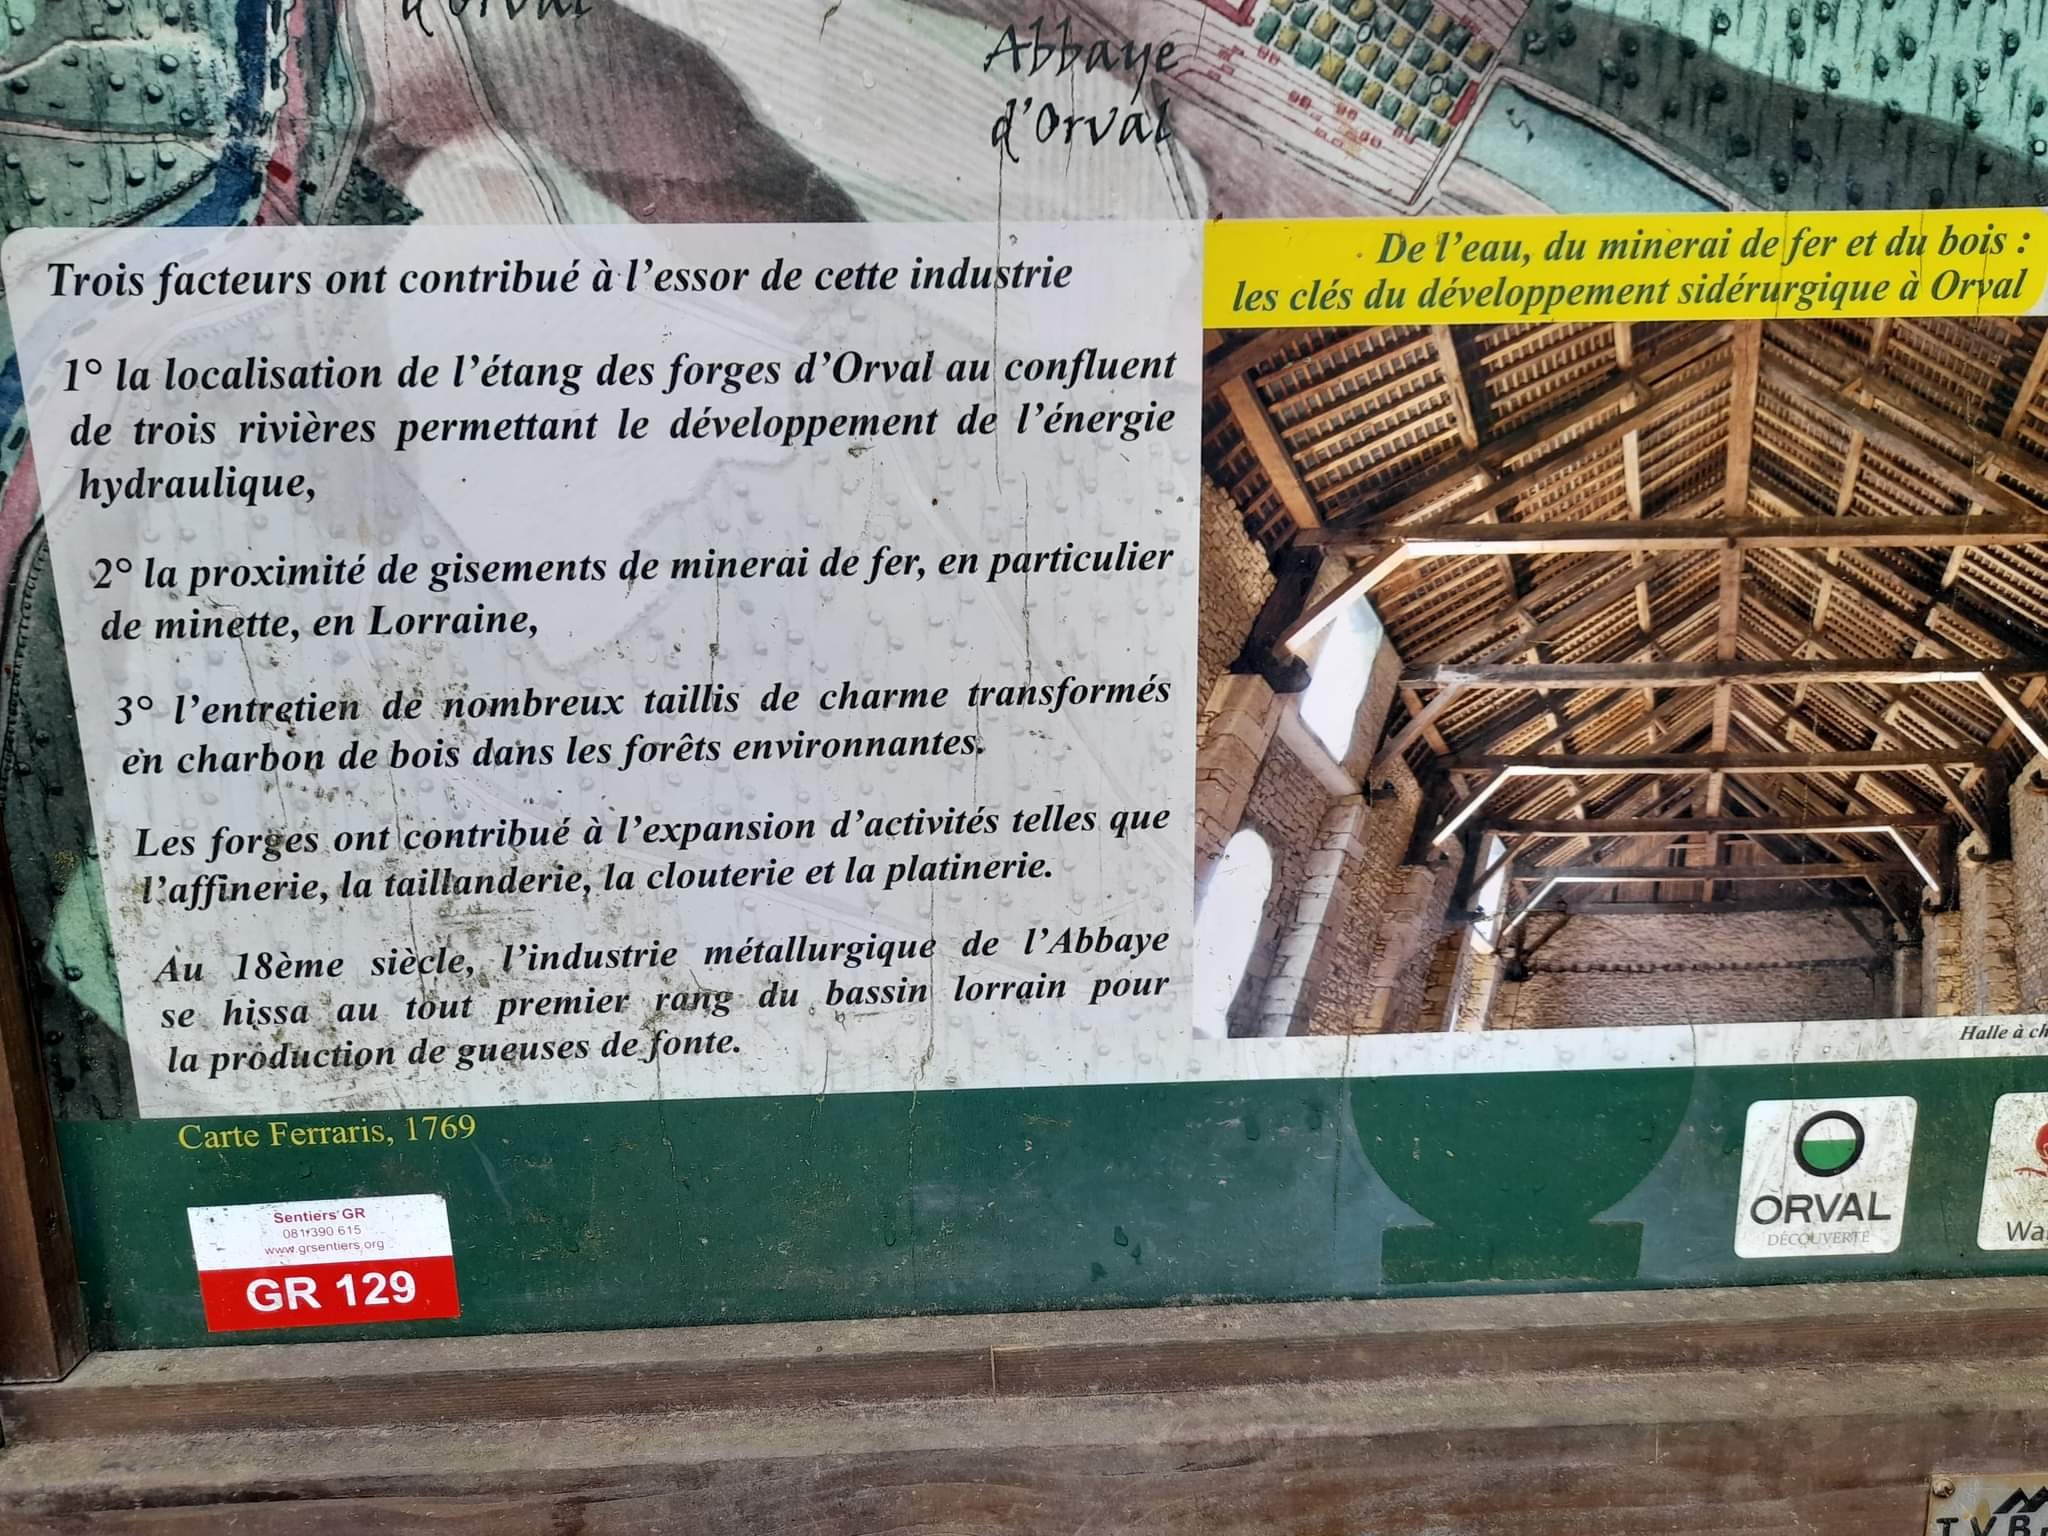 d'Orval
Abbaye
d'Orval
Trois facteurs ont contribué à l'essor de cette industrie
1° la localisation de l'étang des forges d'Orval au confluent
de trois rivières permettant le développement de l'énergie
hydraulique,
2° la proximité de gisements de minerai de fer, en particulier
de minette, en Lorraine,
3° l'entretien de nombreux taillis de charme transformés
en charbon de bois dans les forêts environnantes.
Les forges ont contribué à l'expansion d'activités telles que
l'affinerie, la taillanderie, la clouterie et la platinerie.
Au 18ème siècle, l'industrie métallurgique de l'Abbaye
se hissa au tout premier rang du bassin lorrain pour
la production de gueuses de fonte.
De l'eau, du minerai de fer et du bois :
les clés du développement sidérurgique à Orval
Halle à ch
Carte Ferraris, 1769
Sentiers GR
081/390 615
www.grsentiers.org
GR 129
ORVAL
DÉCOUVERTE
Wa